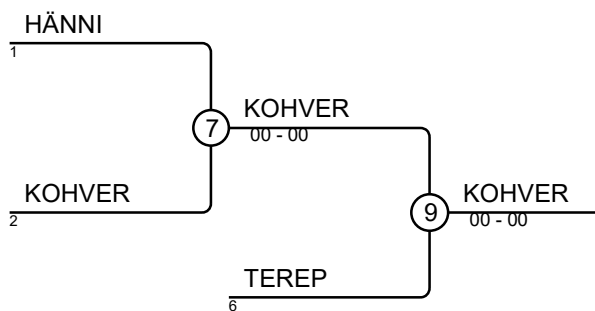 HÄNNI
1
7
KOHVER
00 - 00
KOHVER
2
9
KOHVER
00 - 00
TEREP
6